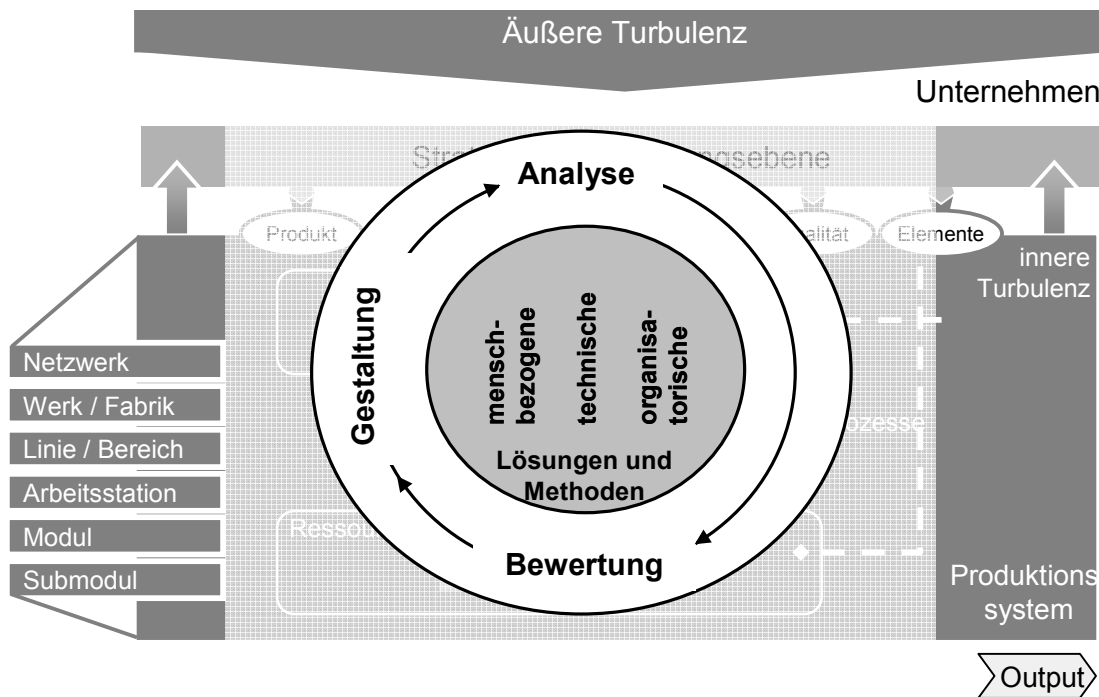 Äußere Turbulenz
Unternehmen
Analyse
Produkt
Elemente
innere
Turbulenz
Gestaltung
mensch-
bezogene
technische
organisa-
torische
Lösungen und
Methoden
Bewertung
Netzwerk
Werk / Fabrik
Linie / Bereich
Arbeitsstation
Modul
Submodul
Produktions
system
Output